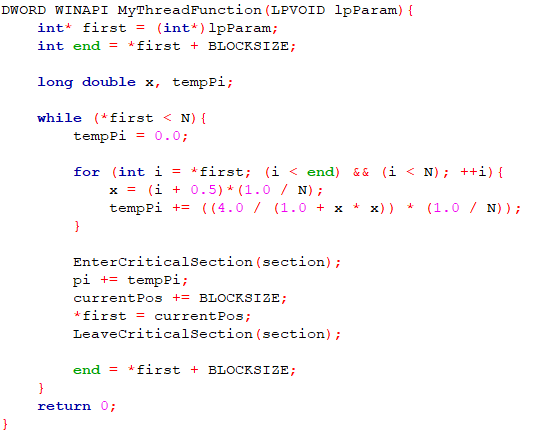 DWORD WINAPI MyThreadFunction(LPVOID lpParam){
    int* first = (int*)lpParam;
    int end = *first + BLOCKSIZE;

    long double x, tempPi;

    while (*first < N){
        tempPi = 0.0;

        for (int i = *first; (i < end) && (i < N); ++i){
            x = (i + 0.5)*(1.0 / N);
            tempPi += ((4.0 / (1.0 + x * x)) * (1.0 / N));
        }

        EnterCriticalSection(section);
        pi += tempPi;
        currentPos += BLOCKSIZE;
        *first = currentPos;
        LeaveCriticalSection(section);

        end = *first + BLOCKSIZE;
    }
    return 0;
}